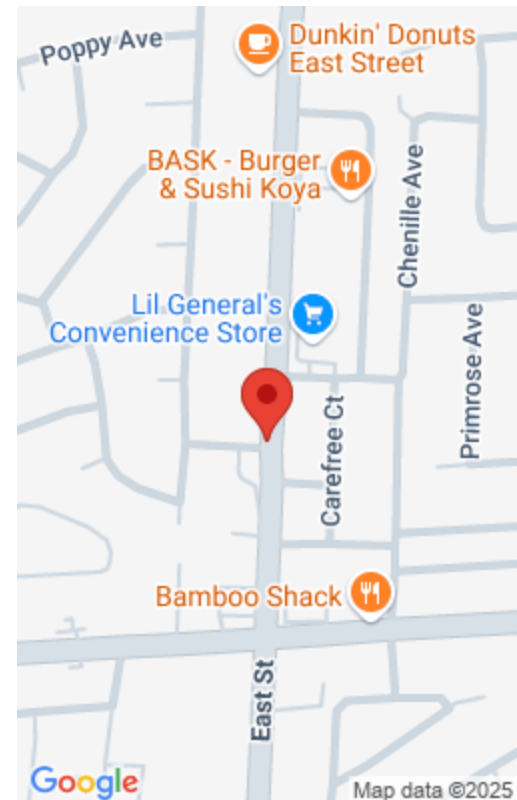 Poppy Ave
Dunkin' Donuts
East Street
BASK - Burger
& Sushi Koya
Chenille Ave
Lil General's
Convenience Store
Primrose Ave
Carefree Ct
Bamboo Shack
East St
Google
Map data ©2025